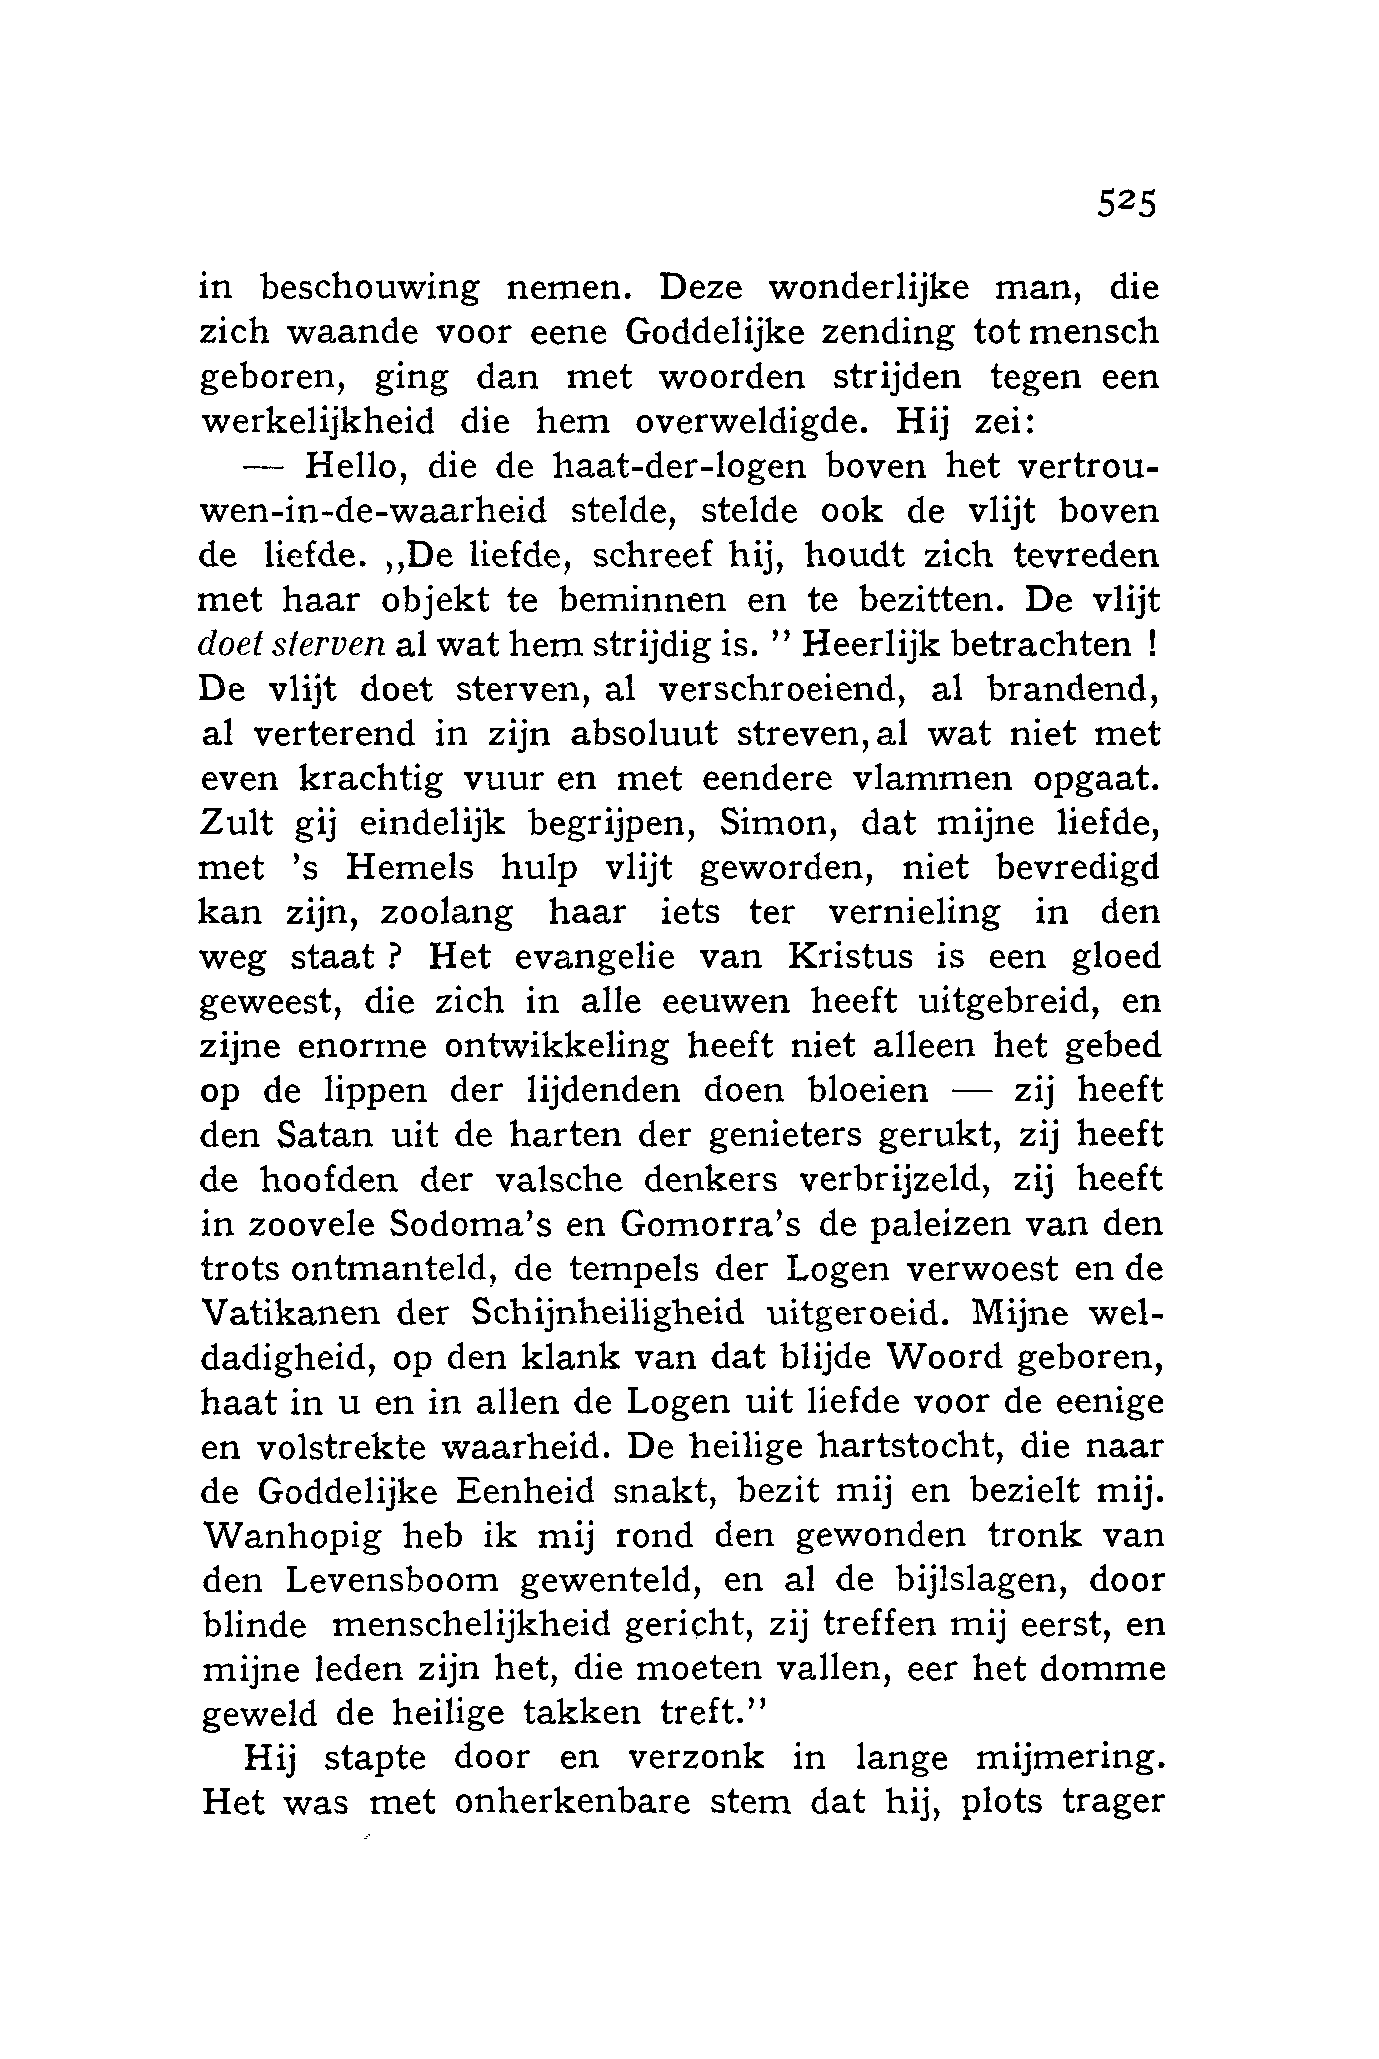 525
in beschouwing nemen. Deze wonderlijke man, die
zich waande voor eene Goddelijke zending tot mensch
geboren, ging dan met woorden strijden tegen een
werkelijkheid die hem overweldigde. Hij zei:
— Hello, die de haat-der-logen boven het vertrou-
wen-in-de-waarheid stelde, stelde ook de vlijt boven
de liefde. ,,De liefde, schreef hij, houdt zich tevreden
met haar objekt te beminnen en te bezitten. De vlijt
doet sterven al wat hem strijdig is. ” Heerlijk betrachten !
De vlijt doet sterven, al verschroeiend, al brandend,
al verterend in zijn absoluut streven, al wat niet met
even krachtig vuur en met eendere vlammen opgaat.
Zult gij eindelijk begrijpen, Simon, dat mijne liefde,
met 's Hemels hulp vlijt geworden, niet bevredigd
kan zijn, zoolang haar iets ter vernieling in den
weg staat ? Het evangelie van Kristus is een gloed
geweest, die zich in alle eeuwen heeft uitgebreid, en
zijne enorme ontwikkeling heeft niet alleen het gebed
op de lippen der lijdenden doen bloeien — zij heeft
den Satan uit de harten der genieters gerukt, zij heeft
de hoofden der valsche denkers verbrijzeld, zij heeft
in zoovele Sodoma's en Gomorra's de paleizen van den
trots ontmanteld, de tempels der Logen verwoest en de
Vatikanen der Schijnheiligheid uitgeroeid. Mijne wel-
dadigheid, op den klank van dat blijde Woord geboren,
haat in u en in allen de Logen uit liefde voor de eenige
en volstrekte waarheid. De heilige hartstocht, die naar
de Goddelijke Eenheid snakt, bezit mij en bezielt mij.
Wanhopig heb ik mij rond den gewonden tronk van
den Levensboom gewenteld, en al de bijlslagen, door
blinde menschelijkheid gericht, zij treffen mij eerst, en
mijne leden zijn het, die moeten vallen, eer het domme
geweld de heilige takken treft.”
Hij stapte door en verzonk in lange mijmering.
Het was met onherkenbare stem dat hij, plots trager